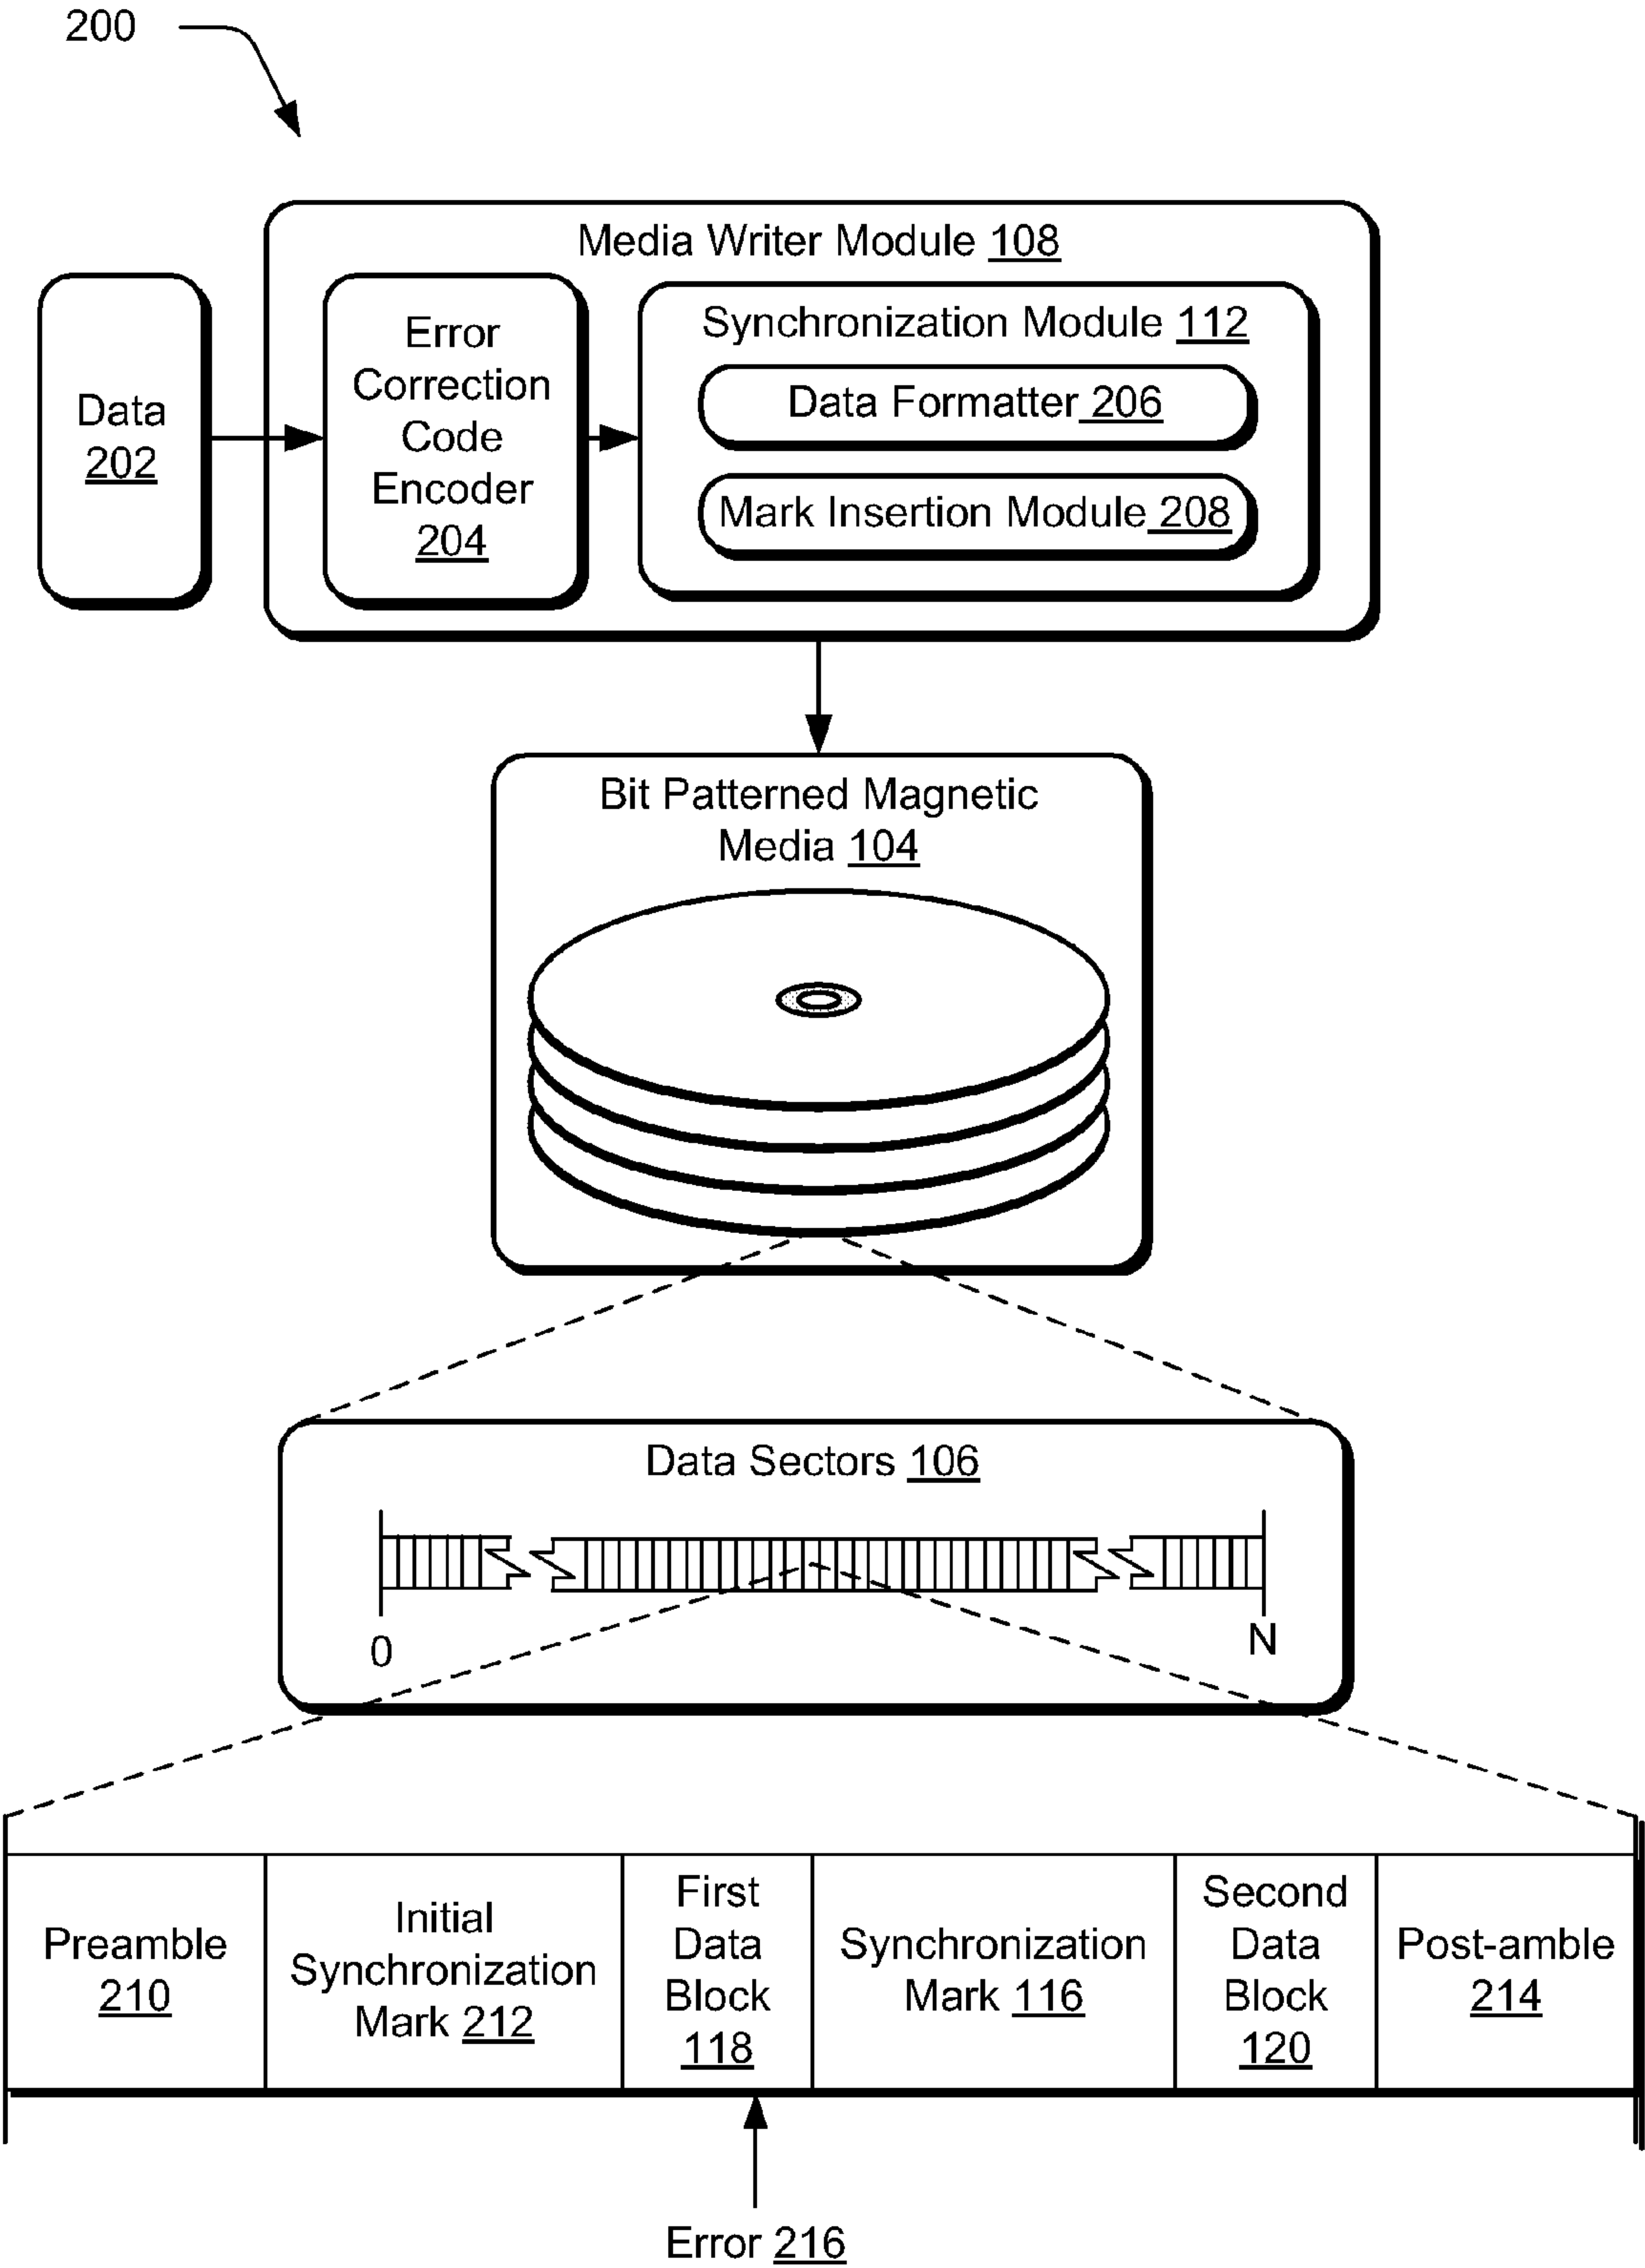 200
Media Writer Module 108
Data
202
Error
Correction
Code
Encoder
204
Synchronization Module 112
Data Formatter 206
Mark Insertion Module 208
Bit Patterned Magnetic
Media 104
Data Sectors 106
0
N
Preamble
210
Initial
Synchronization
Mark 212
First
Data
Block
118
Synchronization
Mark 116
Second
Data
Block
120
Post-amble
214
Error 216